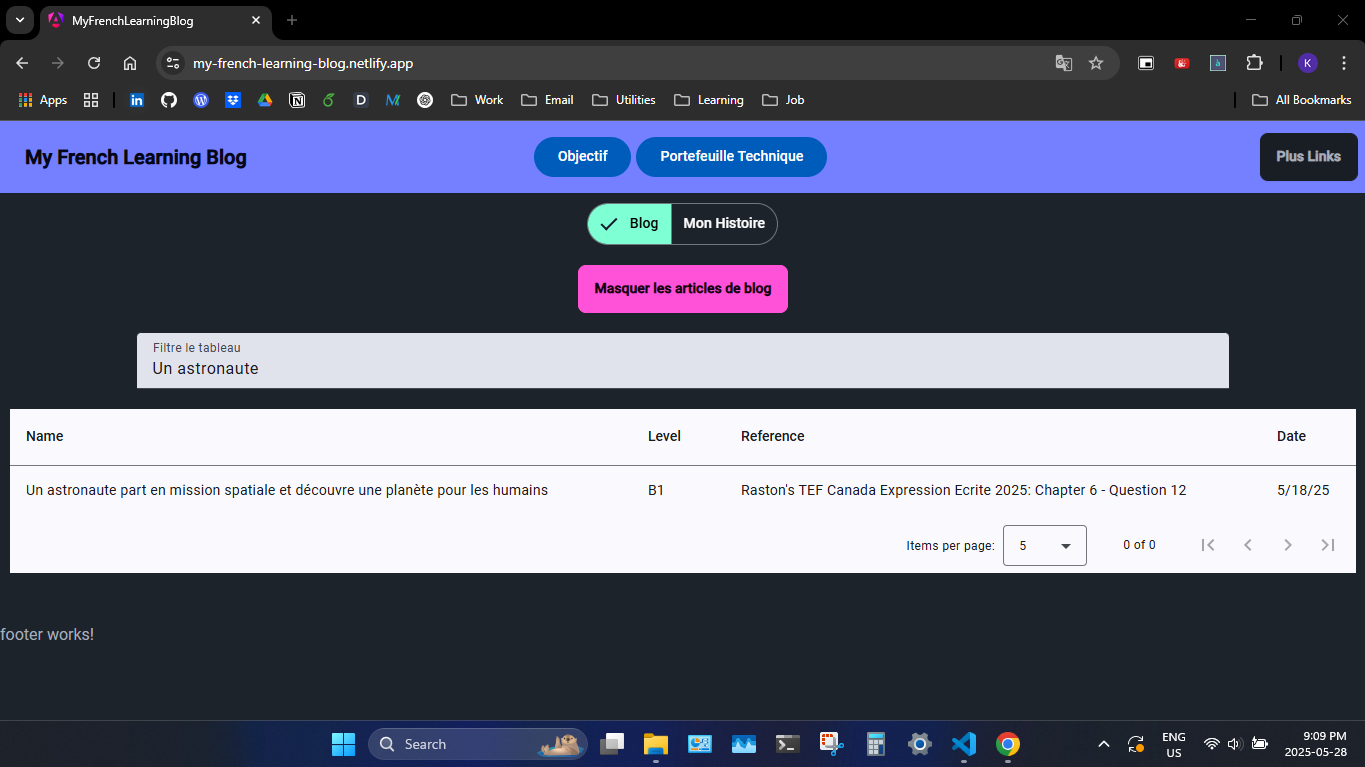 MyFrenchLearningBlog
my-french-learning-blog.netlify.app
Apps Work Email Utilities Learning Job All Bookmarks
My French Learning Blog Objectif Portefeuille Technique Plus Links
Blog Mon Histoire
Masquer les articles de blog
Filtre le tableau
Un astronaute
Name Level Reference Date
Un astronaute part en mission spatiale et découvre une planète pour les humains B1 Raston's TEF Canada Expression Ecrite 2025: Chapter 6 - Question 12 5/18/25
Items per page: 5 0 of 0
footer works!
Search
ENG
US
9:09 PM
2025-05-28